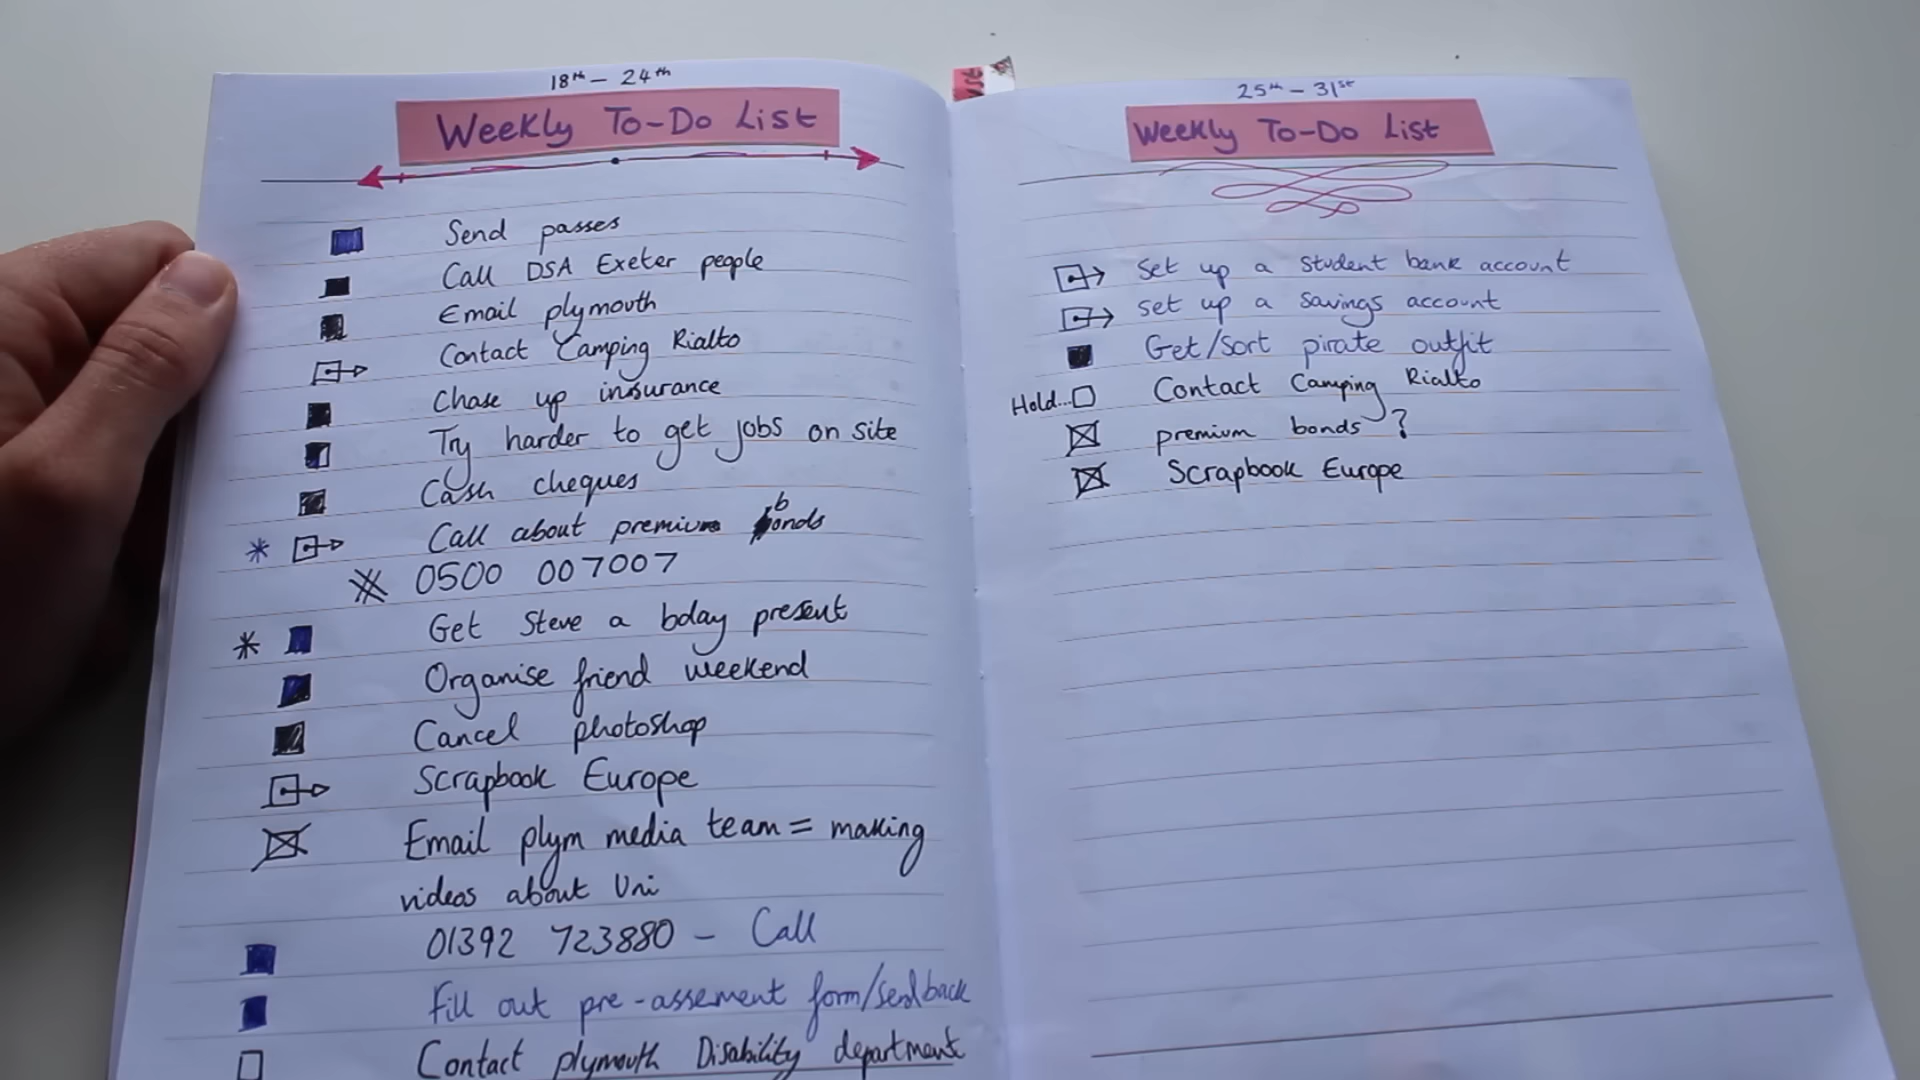 18th – 24th
Weekly To-Do List
Send passes
Call DSA Exeter people
Email plymouth
Contact Camping Rialto
Chase up insurance
Try harder to get jobs on site
Cash cheques
* Call about premium bonds
0500 007007
* Get Steve a bday present
Organise friend weekend
Cancel photoshop
Scrapbook Europe
Email plym media team = making
videos about Uni
01392 723880 – Call
Fill out pre-assement form/send back
Contact plymouth Disability department
25th – 31st
Weekly To-Do List
Set up a student bank account
set up a savings account
Get/sort pirate outfit
Hold... Contact Camping Rialto
premium bonds ?
Scrapbook Europe